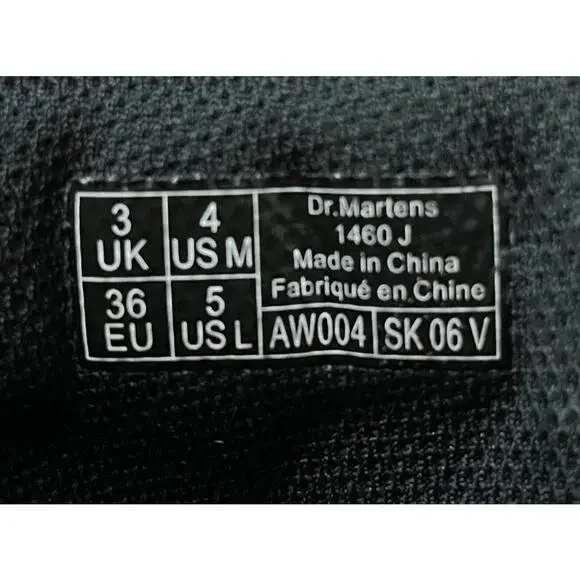 3 UK
4 US M
36 EU
5 US L
Dr.Martens
1460 J
Made in China
Fabriqué en Chine
AW004
SK 06 V